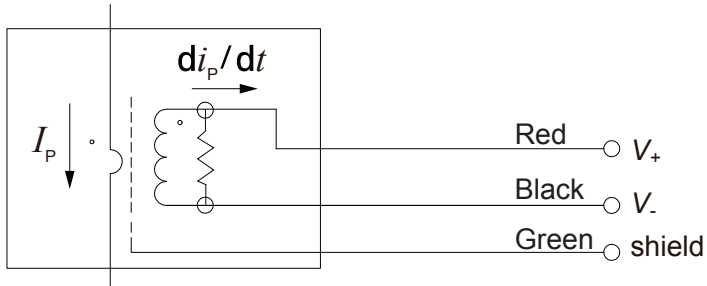 di_P/dt
I_P
Red V+
Black V-
Green shield